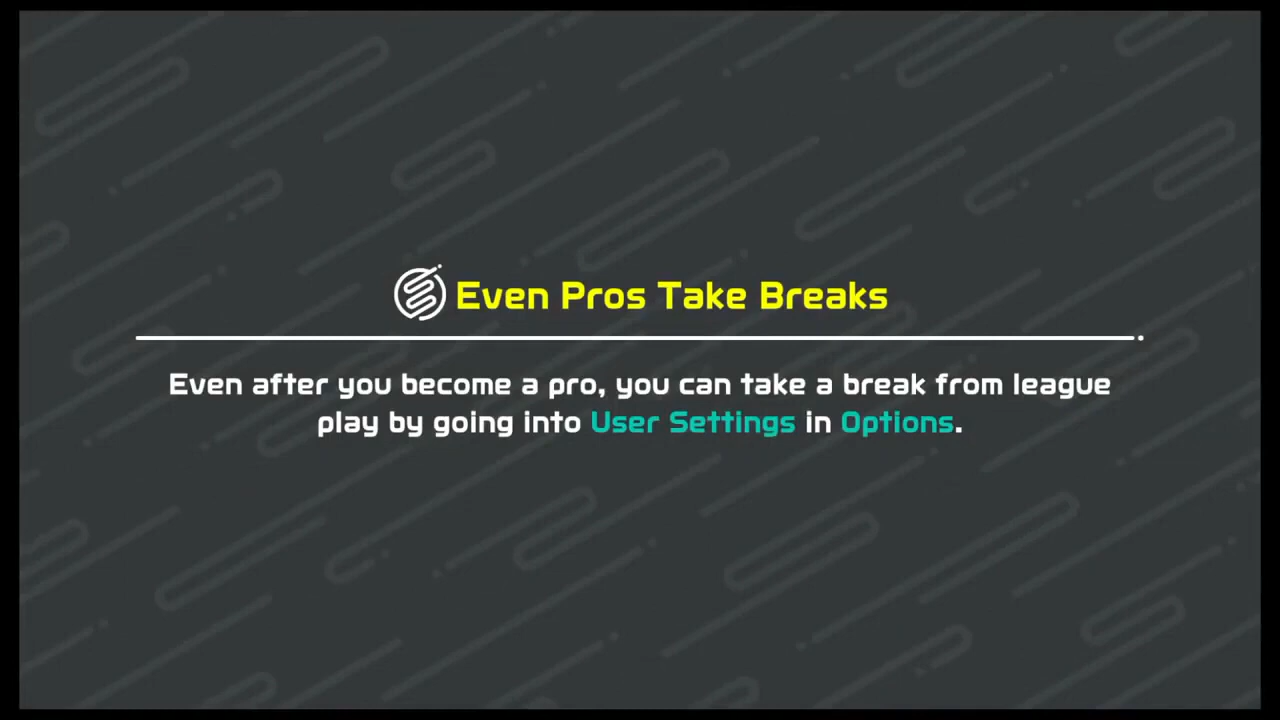 Even Pros Take Breaks
Even after you become a pro, you can take a break from league
play by going into User Settings in Options.